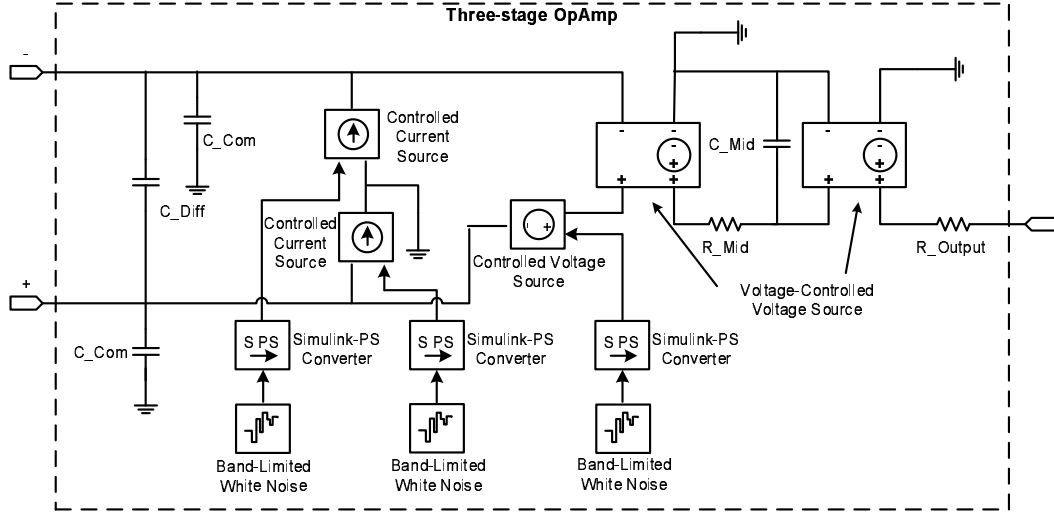 Three-stage OpAmp
-
C_Com
C_Diff
Controlled
Current
Source
Controlled
Current
Source
Controlled Voltage
Source
-
-
-
+
+
+
C_Mid
R_Mid
-
-
-
+
+
+
R_Output
Voltage-Controlled
Voltage Source
+
+
C_Com
S PS
Simulink-PS
Converter
S PS
Simulink-PS
Converter
S PS
Simulink-PS
Converter
Band-Limited
White Noise
Band-Limited
White Noise
Band-Limited
White Noise